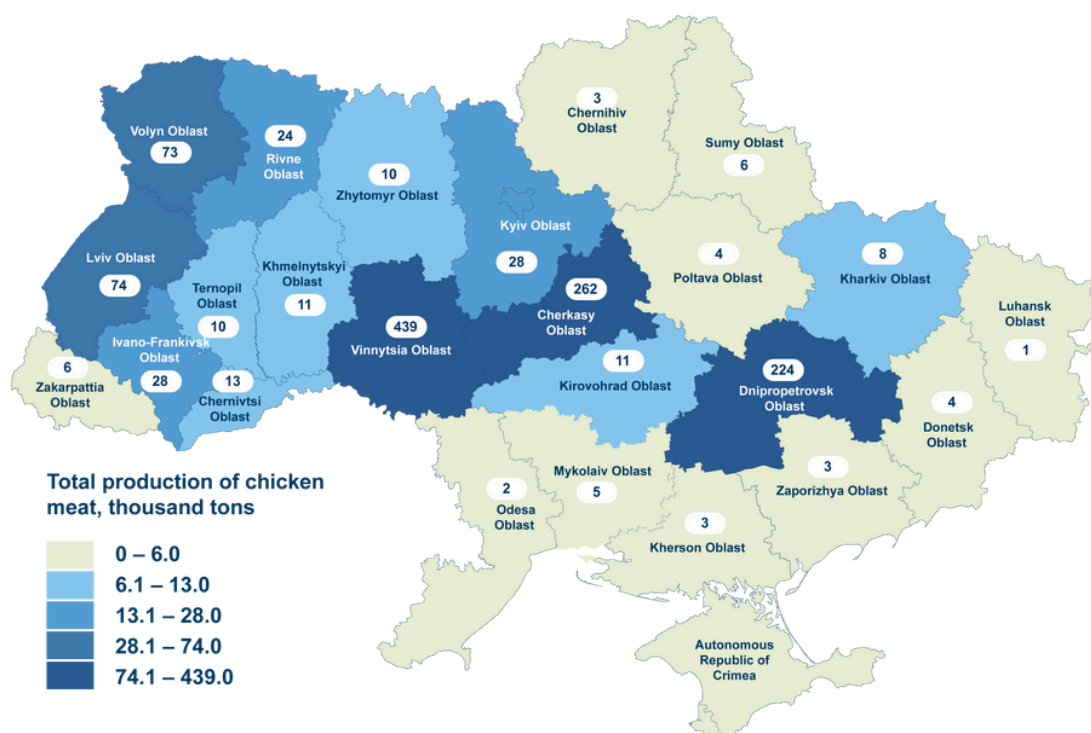 3
Chernihiv
Oblast
Sumy Oblast
6
Volyn Oblast
73
24
Rivne
Oblast
10
Zhytomyr Oblast
Kyiv Oblast
28
4
Poltava Oblast
8
Kharkiv Oblast
Lviv Oblast
74
Ternopil
Oblast
10
Khmelnytskyi
Oblast
11
439
Vinnytsia Oblast
262
Cherkasy
Oblast
Luhansk
Oblast
1
6
Zakarpattia
Oblast
Ivano-Frankivsk
Oblast
28
13
Chernivtsi
Oblast
11
Kirovohrad Oblast
224
Dnipropetrovsk
Oblast
4
Donetsk
Oblast
2
Odesa
Oblast
Mykolaiv Oblast
5
3
Kherson Oblast
3
Zaporizhya Oblast
Autonomous
Republic of
Crimea
Total production of chicken
meat, thousand tons
0 – 6.0
6.1 – 13.0
13.1 – 28.0
28.1 – 74.0
74.1 – 439.0